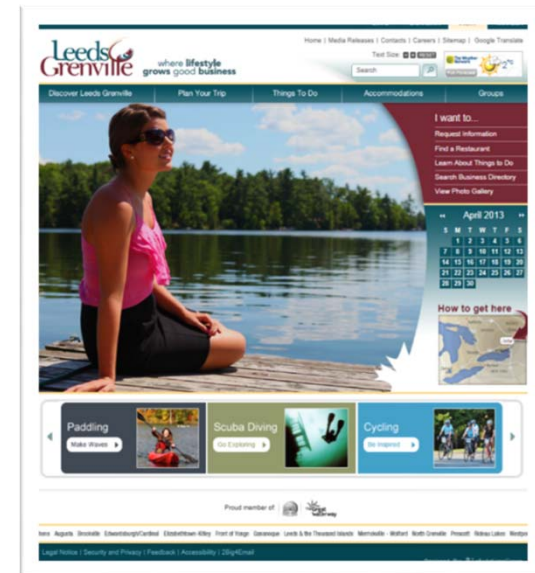 Home | Media Releases | Contacts | Careers | Sitemap | Google Translate
Leeds Grenville
where lifestyle
grows good business
Text Size:
RESET
Search
The Weather Network
Discover Leeds Grenville
Plan Your Trip
Things To Do
Accommodations
Groups
I want to...
Request Information
Find a Restaurant
Learn About Things to Do
Search Business Directory
View Photo Gallery
April 2013
S M T W T F S
1 2 3 4 5 6
7 8 9 10 11 12 13
14 15 16 17 18 19 20
21 22 23 24 25 26 27
28 29 30
How to get here
Paddling
Make Waves
Scuba Diving
Go Exploring
Cycling
Be Inspired
Proud member of
Augusta Brockville Edwardsburgh/Cardinal Elizabethtown-Kitley Front of Yonge Gananoque Leeds & the Thousand Islands Merrickville - Wolford North Grenville Prescott Rideau Lakes
Legal Notice | Security and Privacy | Feedback | Accessibility | 2Big4Email